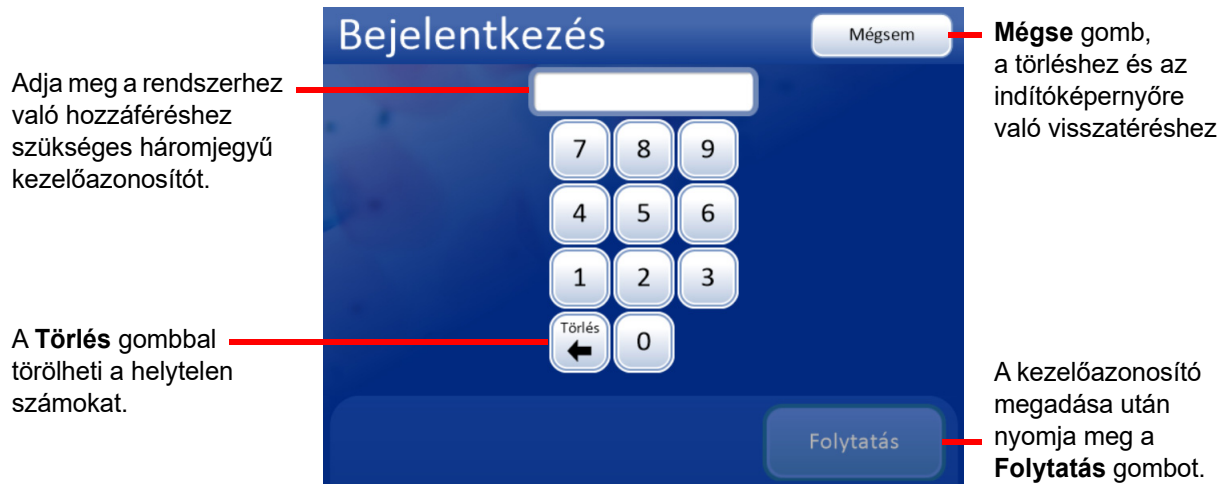 Bejelentkezés
Mégsem
Mégse gomb,
a törléshez és az
indítóképernyőre
való visszatéréshez
Adja meg a rendszerhez
való hozzáféréshez
szükséges háromjegyű
kezelőazonosítót.
7 8 9
4 5 6
1 2 3
Törlés
0
A Törlés gombbal
törölheti a helytelen
számokat.
Folytatás
A kezelőazonosító
megadása után
nyomja meg a
Folytatás gombot.